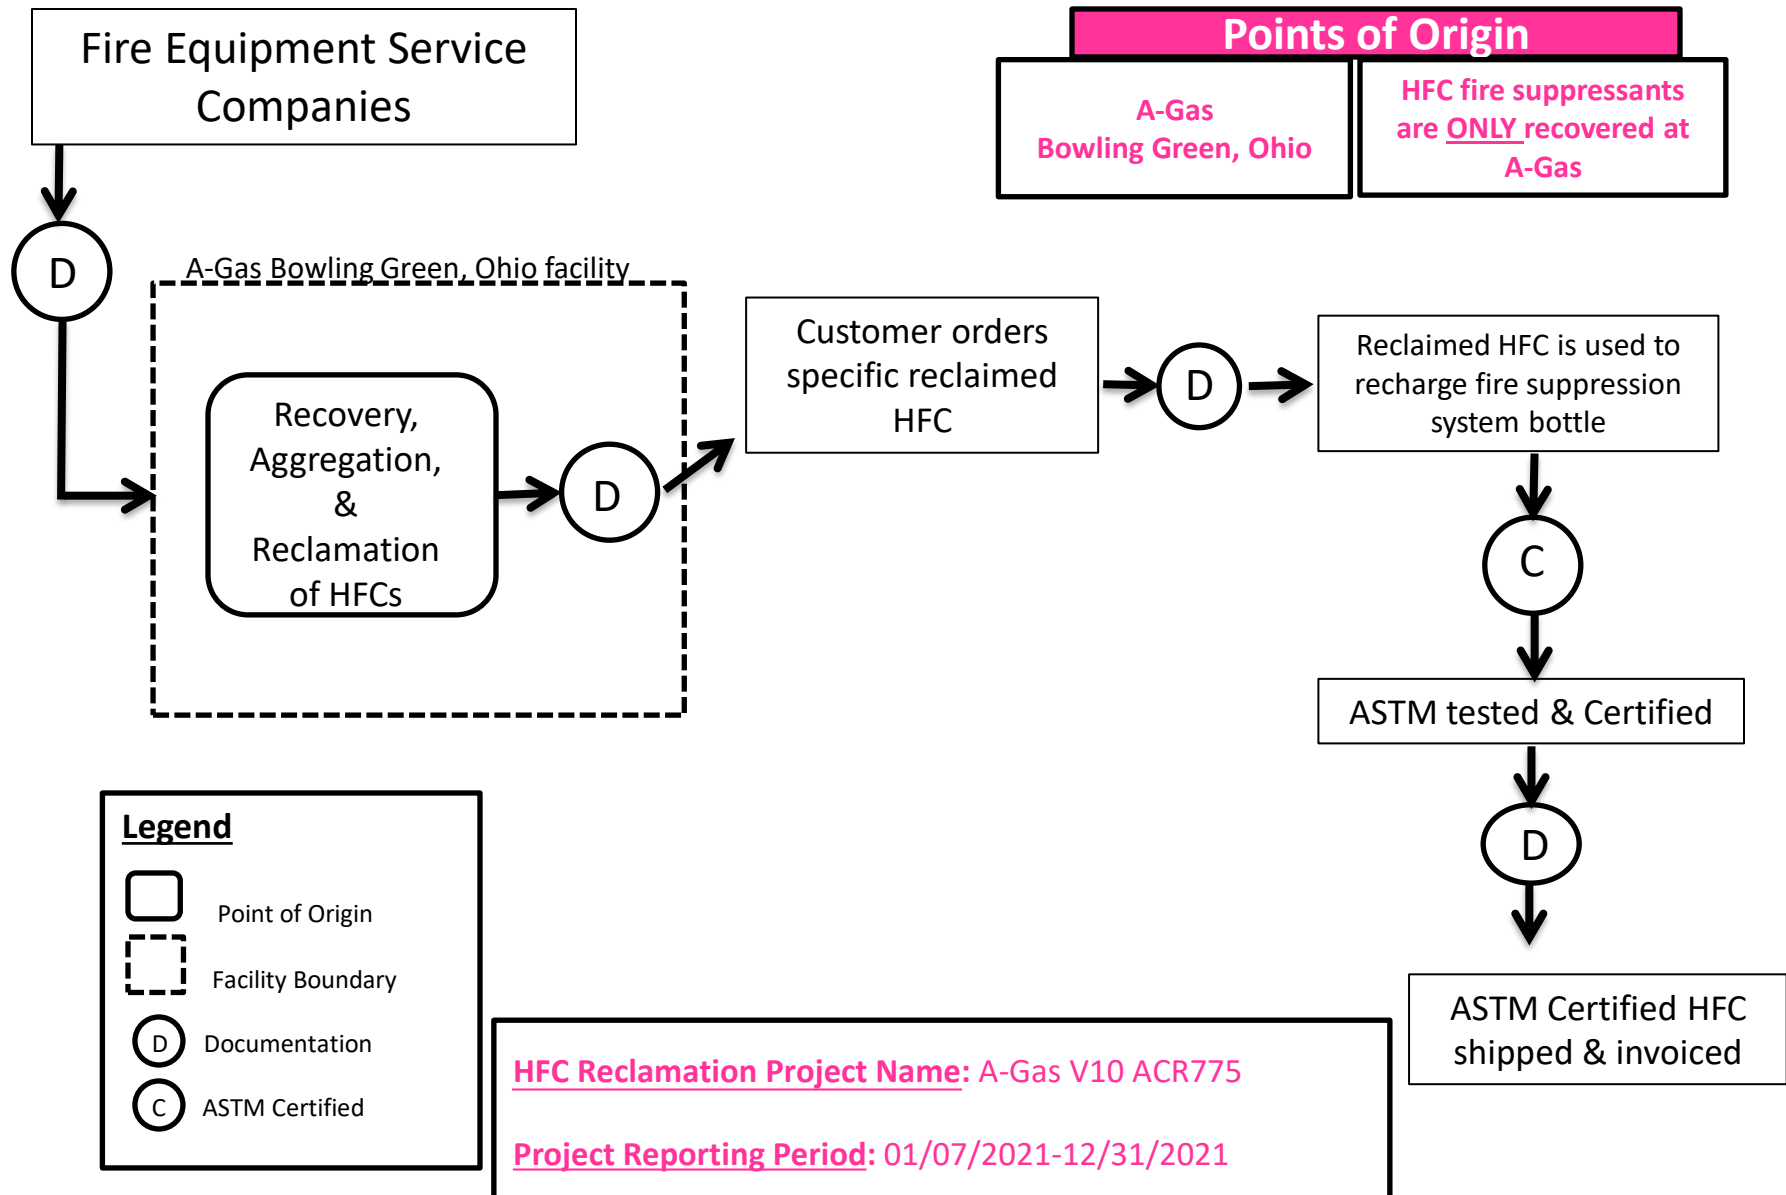 Fire Equipment Service
Companies
Points of Origin
A-Gas
Bowling Green, Ohio
HFC fire suppressants
are ONLY recovered at
A-Gas
D
A-Gas Bowling Green, Ohio facility
Recovery,
Aggregation,
&
Reclamation
of HFCs
D
Customer orders
specific reclaimed
HFC
D
Reclaimed HFC is used to
recharge fire suppression
system bottle
C
ASTM tested & Certified
D
ASTM Certified HFC
shipped & invoiced
Legend
Point of Origin
Facility Boundary
D Documentation
C ASTM Certified
HFC Reclamation Project Name: A-Gas V10 ACR775
Project Reporting Period: 01/07/2021-12/31/2021